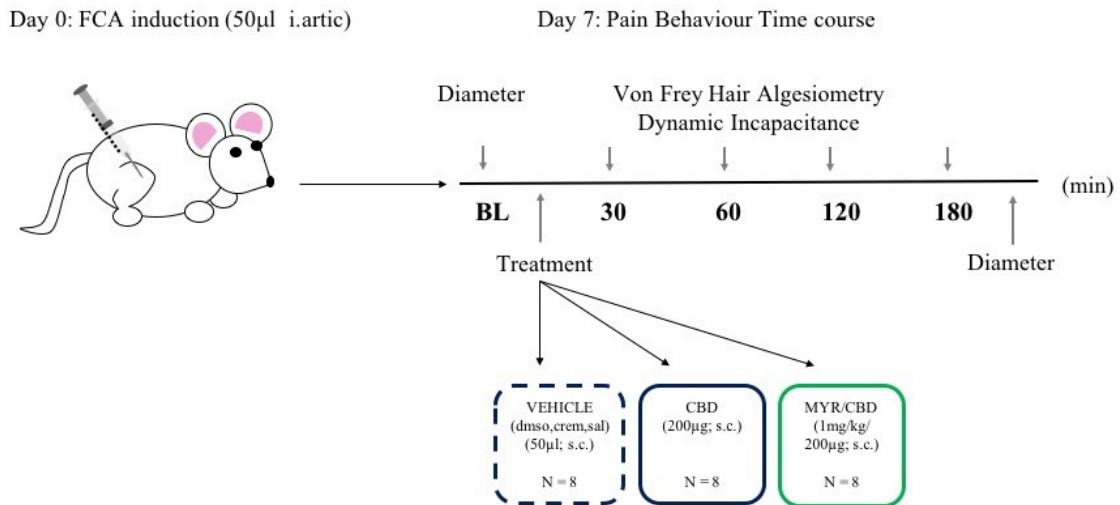 Day 0: FCA induction (50μl i.artic)
Day 7: Pain Behaviour Time course
Diameter
Von Frey Hair Algesiometry
Dynamic Incapacitance
(min)
BL
30
60
120
180
Treatment
Diameter
VEHICLE
(dmso,crem,sal)
(50μl; s.c.)
N = 8
CBD
(200μg; s.c.)
N = 8
MYR/CBD
(1mg/kg/
200μg; s.c.)
N = 8